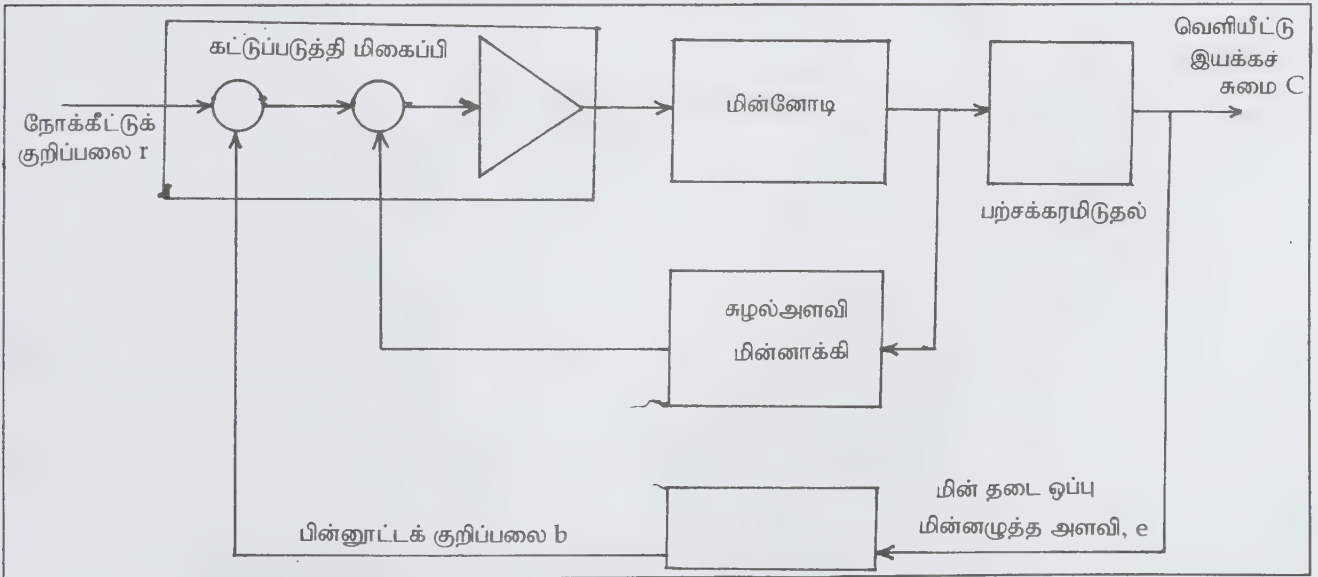 கட்டுப்படுத்தி மிகைப்பி
வெளியீட்டு
இயக்கச்
சுமை C
நோக்கீட்டுக்
குறிப்பலை r
மின்னோடி
பற்சக்கரமிடுதல்
சுழல்அளவி
மின்னாக்கி
மின் தடை ஒப்பு
மின்னழுத்த அளவி, e
பின்னூட்டக் குறிப்பலை b